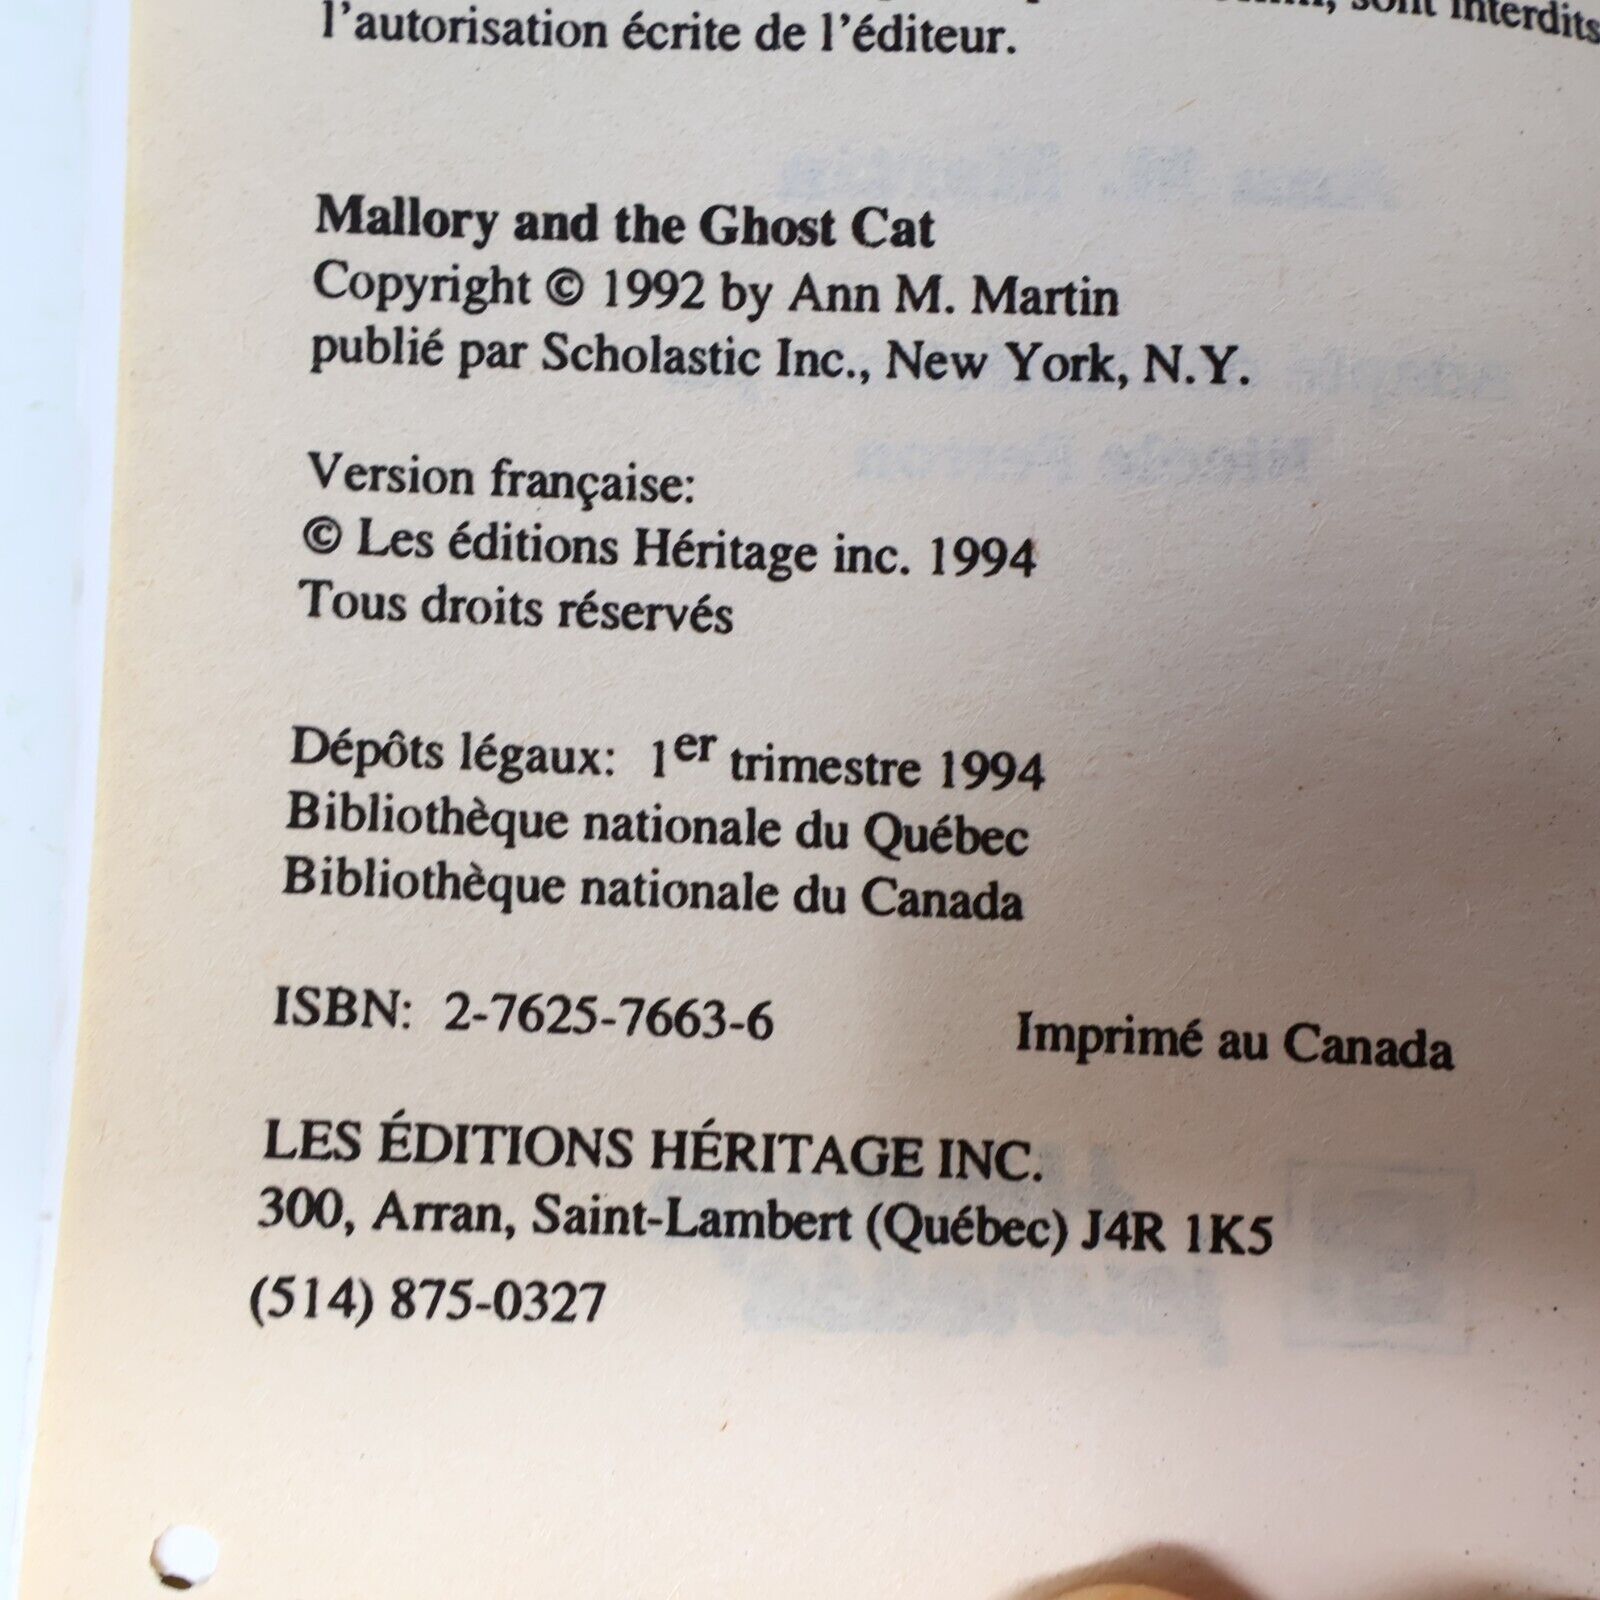 sont interdits
l'autorisation écrite de l'éditeur.
Mallory and the Ghost Cat
Copyright © 1992 by Ann M. Martin
publié par Scholastic Inc., New York, N.Y.
Version française:
© Les éditions Héritage inc. 1994
Tous droits réservés
Dépôts légaux: 1er trimestre 1994
Bibliothèque nationale du Québec
Bibliothèque nationale du Canada
ISBN: 2-7625-7663-6 Imprimé au Canada
LES ÉDITIONS HÉRITAGE INC.
300, Arran, Saint-Lambert (Québec) J4R 1K5
(514) 875-0327